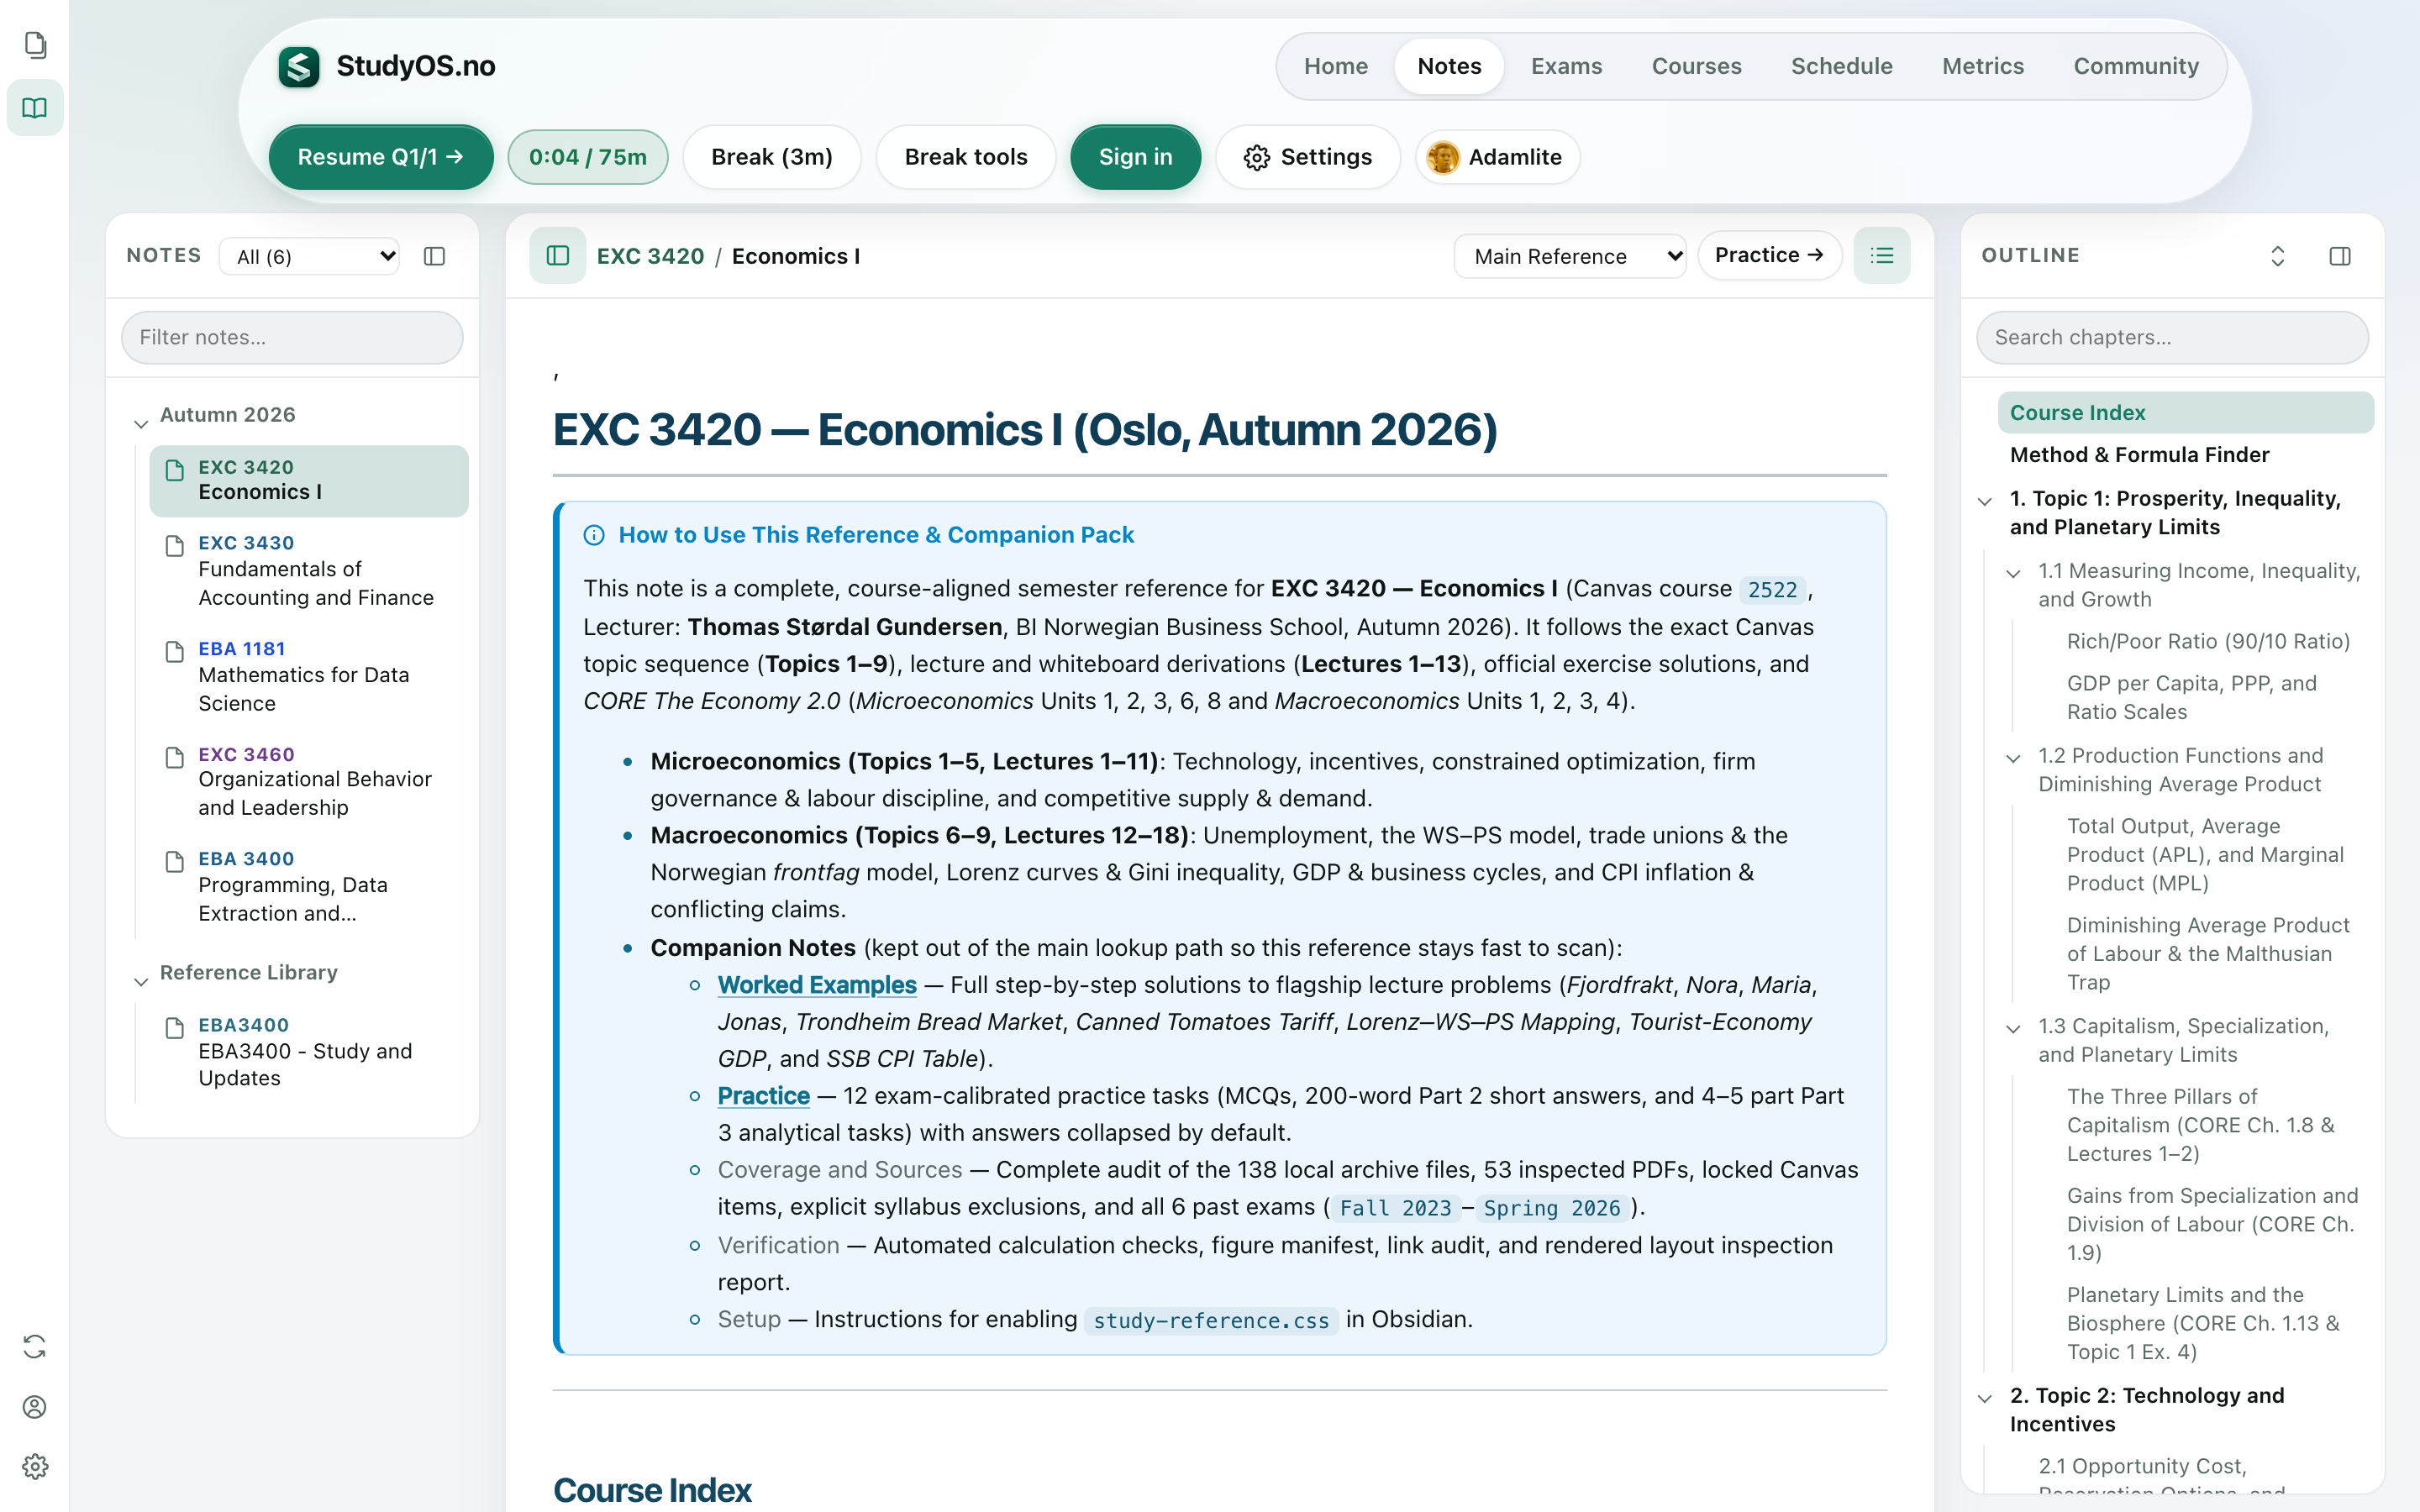 StudyOS.no
Home Notes Exams Courses Schedule Metrics Community
Resume Q1/1 → 0:04 / 75m Break (3m) Break tools Sign in Settings Adamlite
NOTES All (6)
Filter notes...
Autumn 2026
EXC 3420
Economics I
EXC 3430
Fundamentals of
Accounting and Finance
EBA 1181
Mathematics for Data
Science
EXC 3460
Organizational Behavior
and Leadership
EBA 3400
Programming, Data
Extraction and...
Reference Library
EBA3400
EBA3400 - Study and
Updates
EXC 3420 / Economics I Main Reference Practice →
,
EXC 3420 — Economics I (Oslo, Autumn 2026)
How to Use This Reference & Companion Pack
This note is a complete, course-aligned semester reference for EXC 3420 — Economics I (Canvas course 2522,
Lecturer: Thomas Størdal Gundersen, BI Norwegian Business School, Autumn 2026). It follows the exact Canvas
topic sequence (Topics 1–9), lecture and whiteboard derivations (Lectures 1–13), official exercise solutions, and
CORE The Economy 2.0 (Microeconomics Units 1, 2, 3, 6, 8 and Macroeconomics Units 1, 2, 3, 4).
• Microeconomics (Topics 1–5, Lectures 1–11): Technology, incentives, constrained optimization, firm
governance & labour discipline, and competitive supply & demand.
• Macroeconomics (Topics 6–9, Lectures 12–18): Unemployment, the WS–PS model, trade unions & the
Norwegian frontfag model, Lorenz curves & Gini inequality, GDP & business cycles, and CPI inflation &
conflicting claims.
• Companion Notes (kept out of the main lookup path so this reference stays fast to scan):
Worked Examples — Full step-by-step solutions to flagship lecture problems (Fjordfrakt, Nora, Maria,
Jonas, Trondheim Bread Market, Canned Tomatoes Tariff, Lorenz–WS–PS Mapping, Tourist-Economy
GDP, and SSB CPI Table).
Practice — 12 exam-calibrated practice tasks (MCQs, 200-word Part 2 short answers, and 4–5 part Part
3 analytical tasks) with answers collapsed by default.
Coverage and Sources — Complete audit of the 138 local archive files, 53 inspected PDFs, locked Canvas
items, explicit syllabus exclusions, and all 6 past exams (Fall 2023–Spring 2026).
Verification — Automated calculation checks, figure manifest, link audit, and rendered layout inspection
report.
Setup — Instructions for enabling study-reference.css in Obsidian.
Course Index
OUTLINE
Search chapters...
Course Index
Method & Formula Finder
1. Topic 1: Prosperity, Inequality,
and Planetary Limits
1.1 Measuring Income, Inequality,
and Growth
Rich/Poor Ratio (90/10 Ratio)
GDP per Capita, PPP, and
Ratio Scales
1.2 Production Functions and
Diminishing Average Product
Total Output, Average
Product (APL), and Marginal
Product (MPL)
Diminishing Average Product
of Labour & the Malthusian
Trap
1.3 Capitalism, Specialization,
and Planetary Limits
The Three Pillars of
Capitalism (CORE Ch. 1.8 &
Lectures 1–2)
Gains from Specialization and
Division of Labour (CORE Ch.
1.9)
Planetary Limits and the
Biosphere (CORE Ch. 1.13 &
Topic 1 Ex. 4)
2. Topic 2: Technology and
Incentives
2.1 Opportunity Cost,
Reservation Options, and